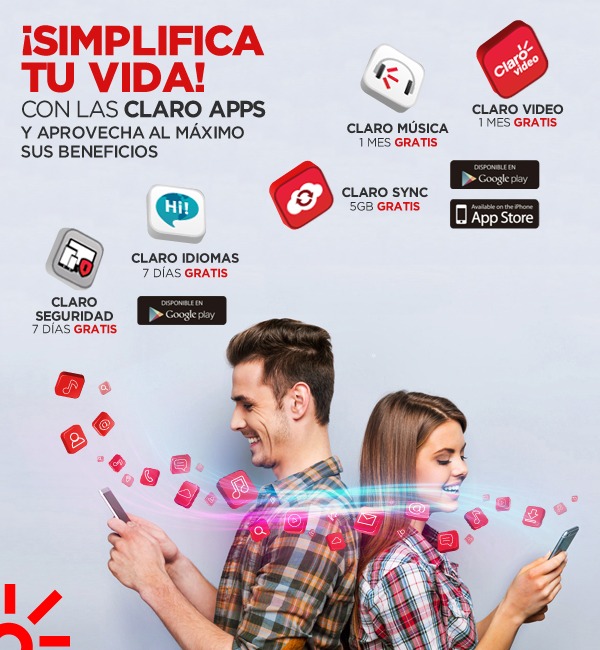 ¡SIMPLIFICA
TU VIDA!
CON LAS CLARO APPS
Y APROVECHA AL MÁXIMO
SUS BENEFICIOS
Claro
video
CLARO MÚSICA
1 MES GRATIS
CLARO VIDEO
1 MES GRATIS
CLARO SYNC
5GB GRATIS
DISPONIBLE EN
Google play
Available on the iPhone
App Store
Hi!
CLARO IDIOMAS
7 DÍAS GRATIS
CLARO
SEGURIDAD
7 DÍAS GRATIS
DISPONIBLE EN
Google play